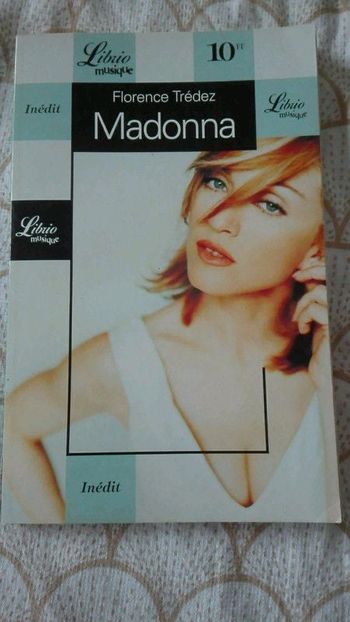 Librio
musique
10 FF
Inédit
Florence Trédez
Madonna
Librio
musique
Librio
musique
Inédit